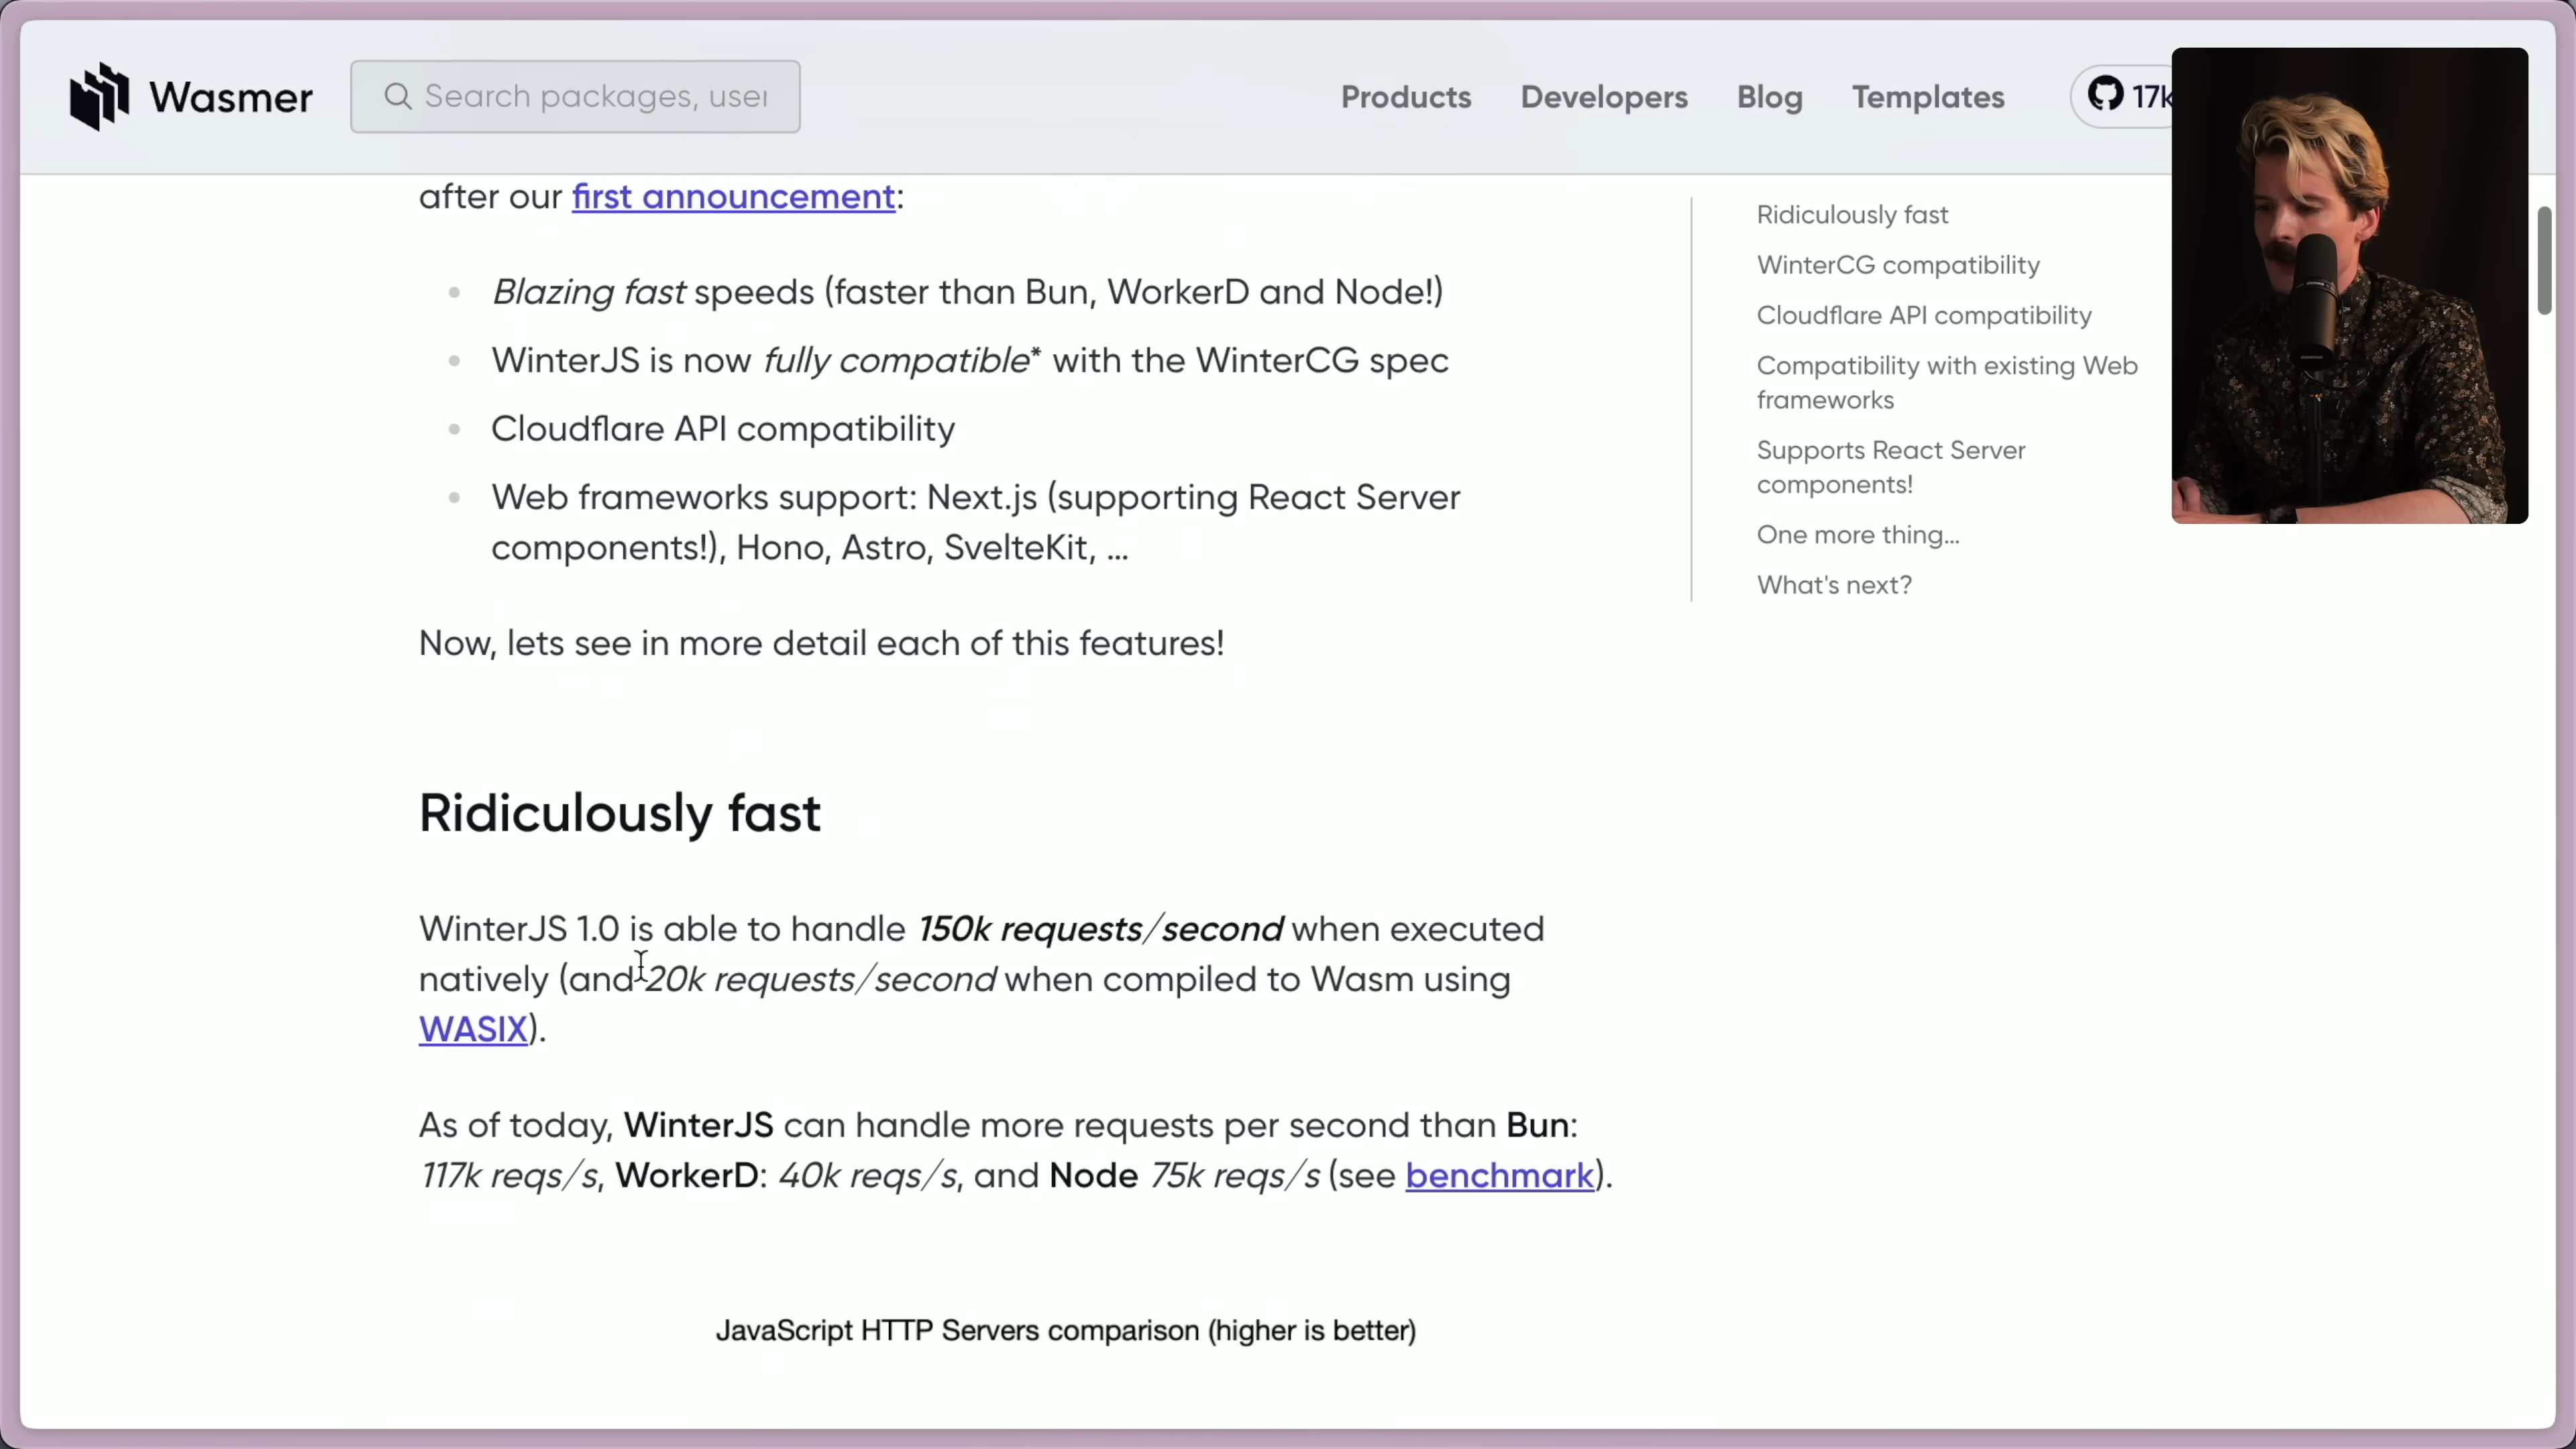 Wasmer
Search packages, user
Products
Developers
Blog
Templates
17k
after our first announcement:
Blazing fast speeds (faster than Bun, WorkerD and Node!)
WinterJS is now fully compatible* with the WinterCG spec
Cloudflare API compatibility
Web frameworks support: Next.js (supporting React Server
components!), Hono, Astro, SvelteKit, ...
Now, lets see in more detail each of this features!
Ridiculously fast
WinterJS 1.0 is able to handle 150k requests/second when executed
natively (and 20k requests/second when compiled to Wasm using
WASIX).
As of today, WinterJS can handle more requests per second than Bun:
117k reqs/s, WorkerD: 40k reqs/s, and Node 75k reqs/s (see benchmark).
JavaScript HTTP Servers comparison (higher is better)
Ridiculously fast
WinterCG compatibility
Cloudflare API compatibility
Compatibility with existing Web
frameworks
Supports React Server
components!
One more thing...
What's next?